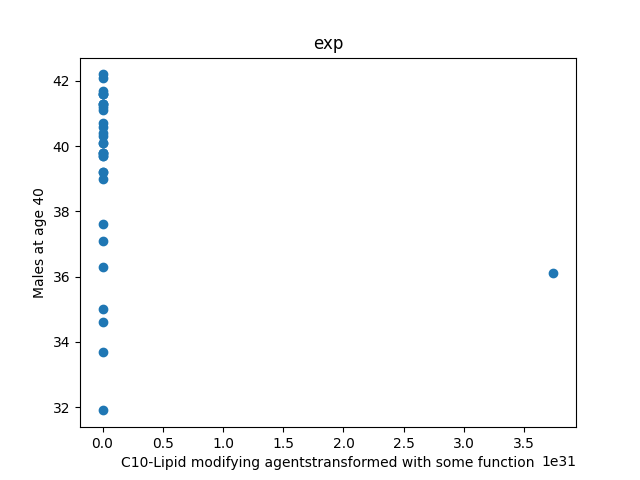 exp
42
40
38
36
34
32
Males at age 40
0.0 0.5 1.0 1.5 2.0 2.5 3.0 3.5
1e31
C10-Lipid modifying agentstransformed with some function